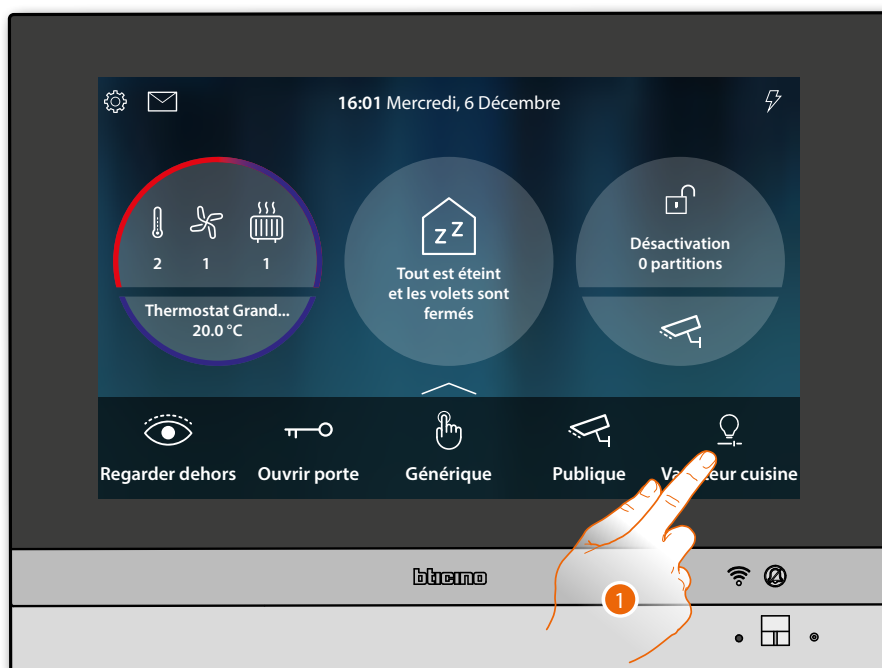 16:01 Mercredi, 6 Décembre
2 1 1
Thermostat Grand...
20.0 °C
Z Z
Tout est éteint
et les volets sont
fermés
Désactivation
0 partitions
Regarder dehors Ouvrir porte Générique Publique cuisine
bticino
1